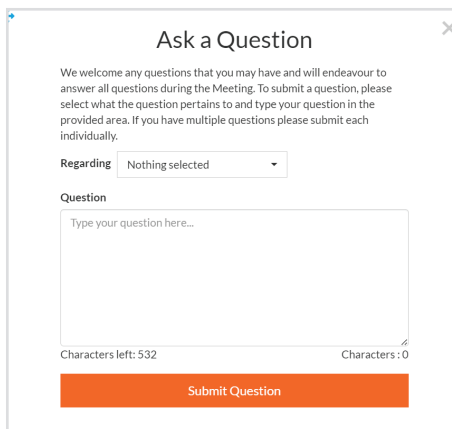 Ask a Question
We welcome any questions that you may have and will endeavour to
answer all questions during the Meeting. To submit a question, please
select what the question pertains to and type your question in the
provided area. If you have multiple questions please submit each
individually.
Regarding Nothing selected
Question
Type your question here...
Characters left: 532 Characters : 0
Submit Question